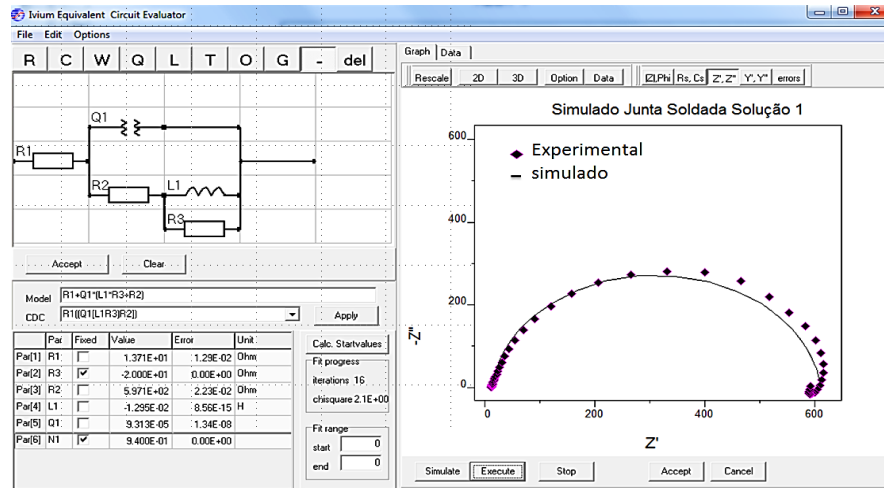 Ivium Equivalent Circuit Evaluator
File Edit Options
R C W Q L T O G - del
Q1
R1
R2 L1
R3
Accept Clear
Model R1+Q1*(L1*R3+R2)
CDC R1([Q1[L1R3]R2]) Apply
Par Fixed Value Error Unit
Par[1] R1: 1.371E+01 1.29E-02 Ohm
Par[2] R3: -2.000E+01 0.00E+00 Ohm
Par[3] R2: 5.971E+02 2.23E-02 Ohm
Par[4] L1: -1.295E-02 8.56E-15 H
Par[5] Q1: 9.313E-05 1.34E-08
Par[6] N1: 9.400E-01 0.00E+00
Calc. Startvalues
Fit progress
iterations 16
chisquare 2.1E+00
Fit range
start 0
end 0
Graph Data
Rescale 2D 3D Option Data |Z|,Phi Rs, Cs Z',Z'' Y',Y'' errors
Simulado Junta Soldada Solução 1
Experimental
simulado
600
400
200
0
-Z"
0 200 400 600
Z'
Simulate Execute Stop Accept Cancel